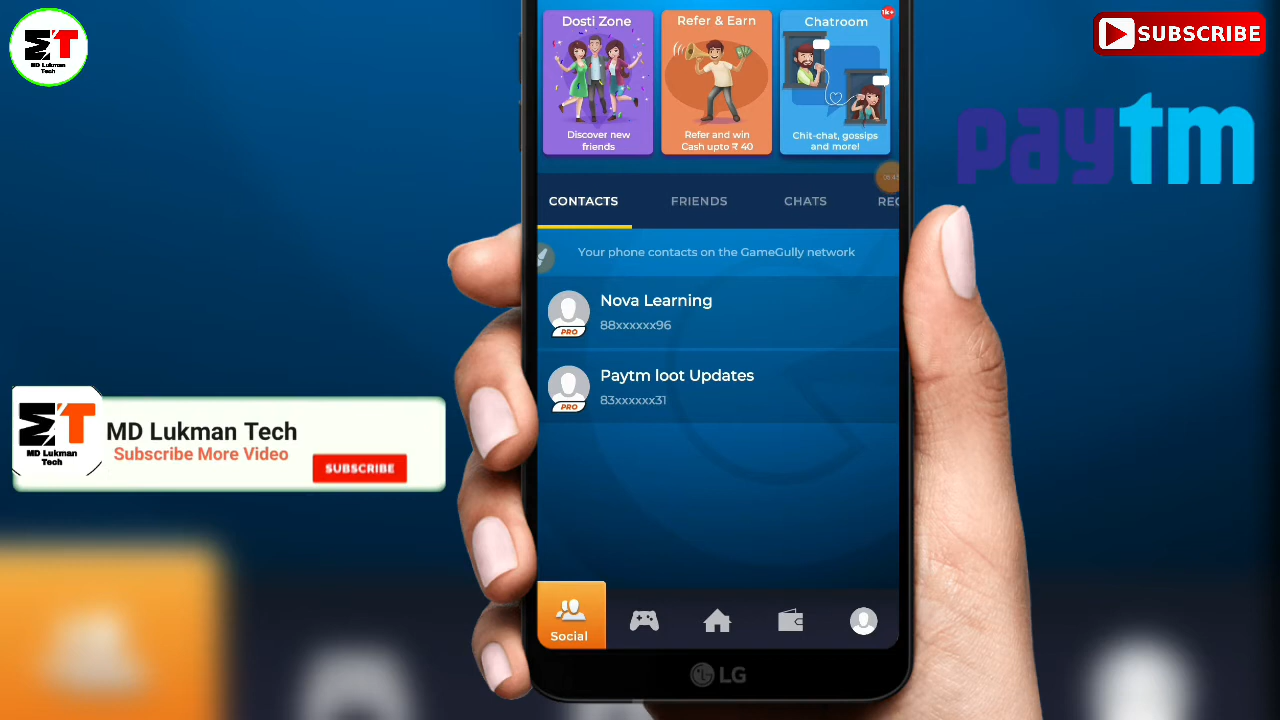 MD Lukman
Tech
SUBSCRIBE
paytm
Dosti Zone
Discover new
friends
Refer & Earn
Refer and win
Cash upto ₹ 40
Chatroom
1k+
Chit-chat, gossips
and more!
CONTACTS
FRIENDS
CHATS
REC
Your phone contacts on the GameGully network
Nova Learning
88xxxxxx96
PRO
Paytm loot Updates
83xxxxxx31
PRO
MD Lukman
Tech
MD Lukman Tech
Subscribe More Video
SUBSCRIBE
Social
LG